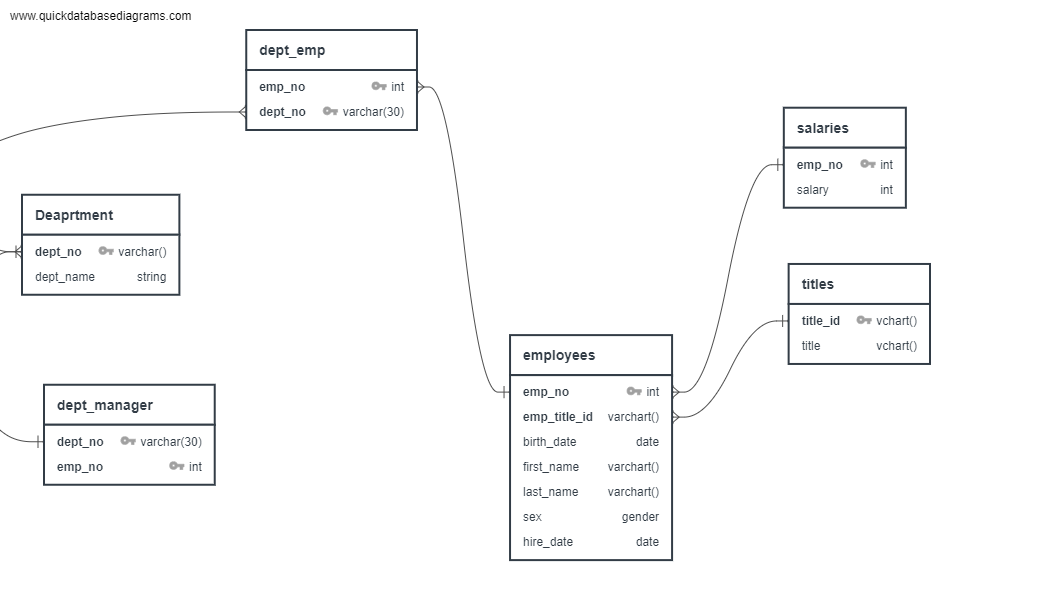 www.quickdatabasediagrams.com
dept_emp
emp_no int
dept_no varchar(30)
Deaprtment
dept_no varchar()
dept_name string
dept_manager
dept_no varchar(30)
emp_no int
employees
emp_no int
emp_title_id varchart()
birth_date date
first_name varchart()
last_name varchart()
sex gender
hire_date date
salaries
emp_no int
salary int
titles
title_id vchart()
title vchart()